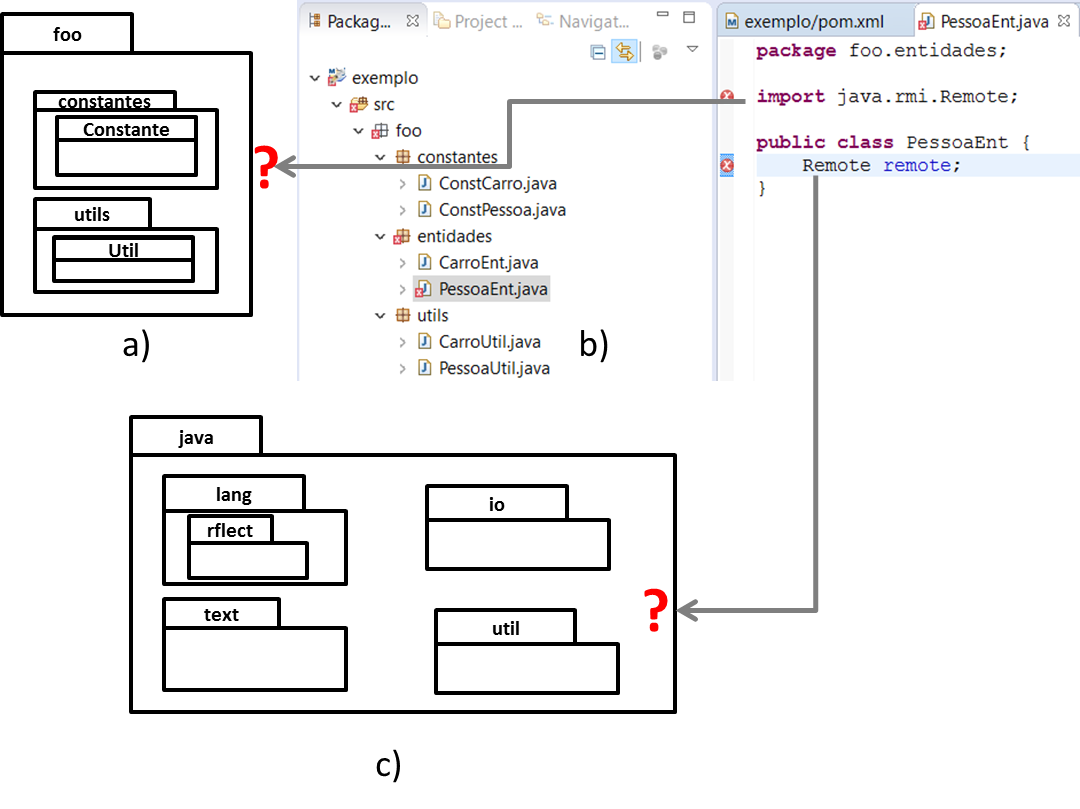 foo
constantes
Constante
utils
Util
?
a)
Packag...
Project ...
Navigat...
exemplo
src
foo
constantes
ConstCarro.java
ConstPessoa.java
entidades
CarroEnt.java
PessoaEnt.java
utils
CarroUtil.java
PessoaUtil.java
b)
exemplo/pom.xml
PessoaEnt.java
package foo.entidades;
import java.rmi.Remote;
public class PessoaEnt {
Remote remote;
}
java
lang
rflect
io
text
util
?
c)